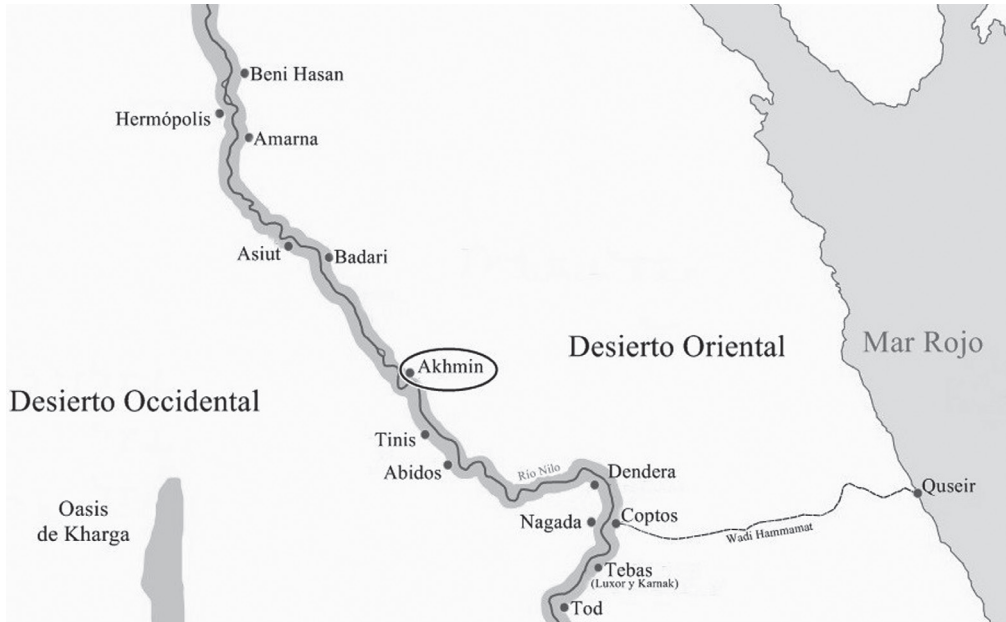 Beni Hasan
Hermópolis
Amarna
Asiut
Badari
Desierto Oriental
Mar Rojo
Akhmin
Desierto Occidental
Tinis
Abidos
Río Nilo
Dendera
Quseir
Oasis
de Kharga
Nagada
Coptos
Wadi Hammamat
Tebas
(Luxor y Karnak)
Tod